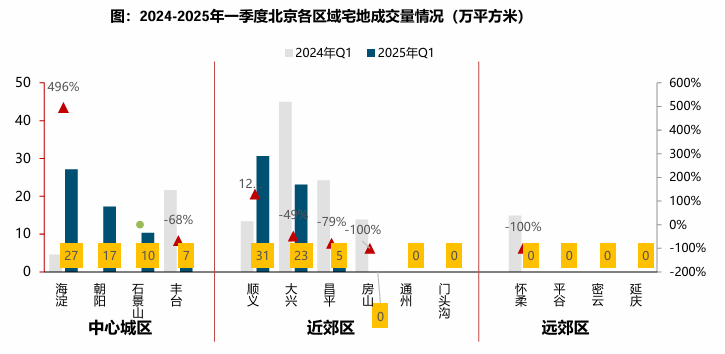 图：2024-2025年一季度北京各区域宅地成交量情况（万平方米）
2024年Q1 2025年Q1
50 40 30 20 10 0
600% 500% 400% 300% 200% 100% 0% -100% -200%
496% -68% 12... -49% -79% -100% -100%
27 17 10 7 31 23 5 0 0 0 0 0 0 0
海淀 朝阳 石景山 丰台 顺义 大兴 昌平 房山 通州 门头沟 怀柔 平谷 密云 延庆
中心城区 近郊区 远郊区